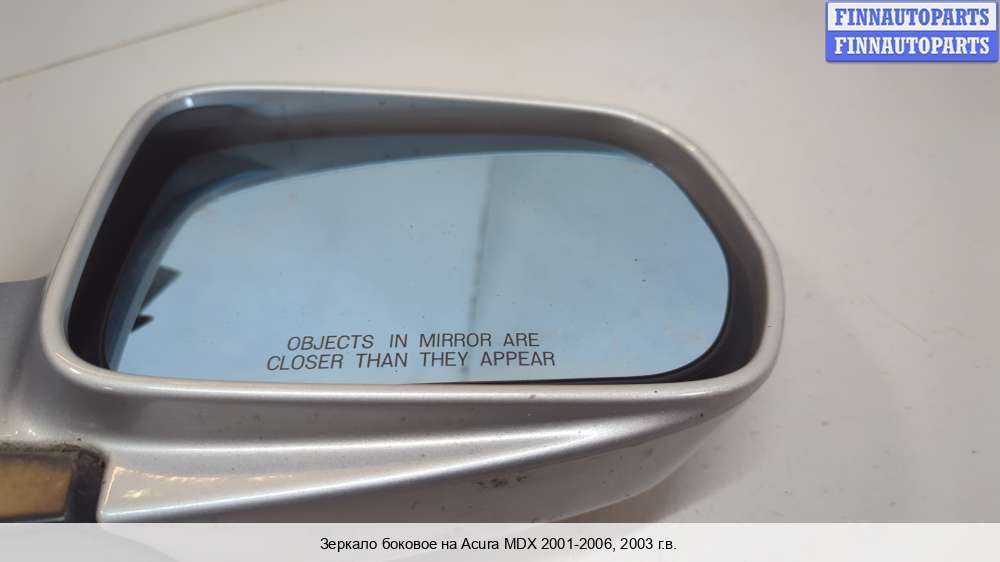 FINNAUTOPARTS
FINNAUTOPARTS
OBJECTS IN MIRROR ARE
CLOSER THAN THEY APPEAR
Зеркало боковое на Acura MDX 2001-2006, 2003 г.в.